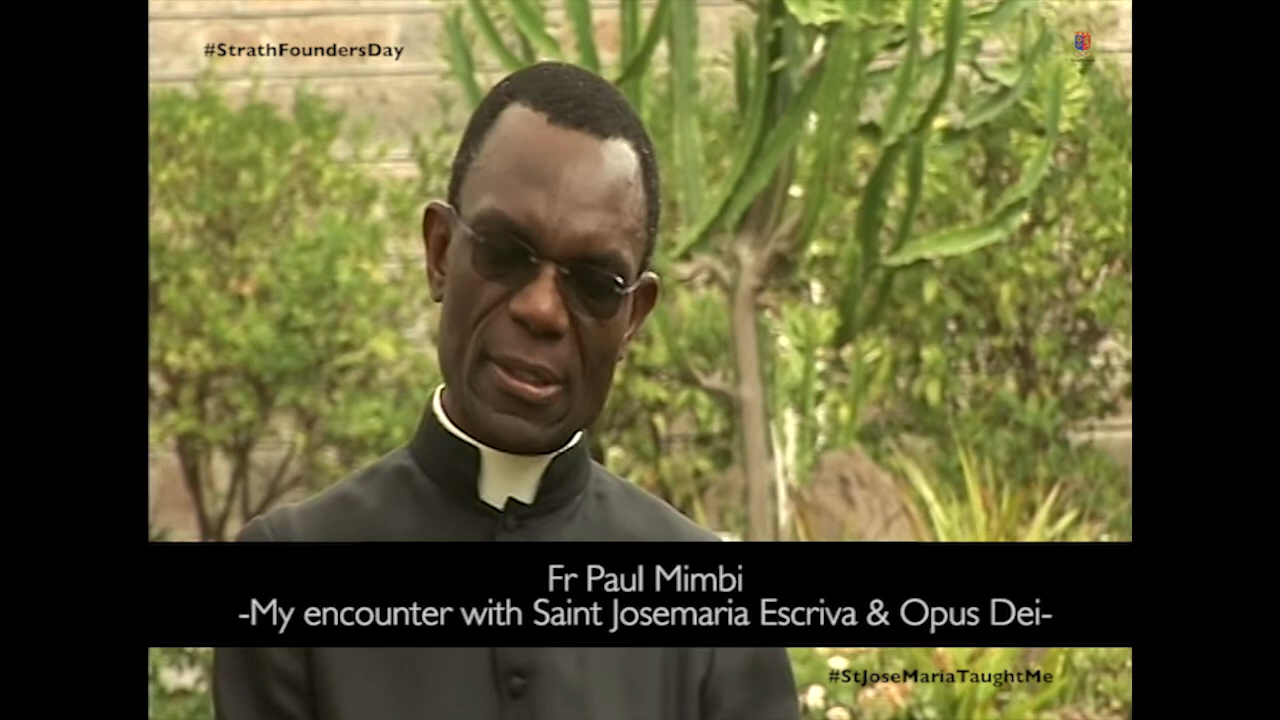 #StrathFoundersDay
Fr Paul Mimbi
-My encounter with Saint Josemaria Escriva & Opus Dei-
#StJoseMariaTaughtMe